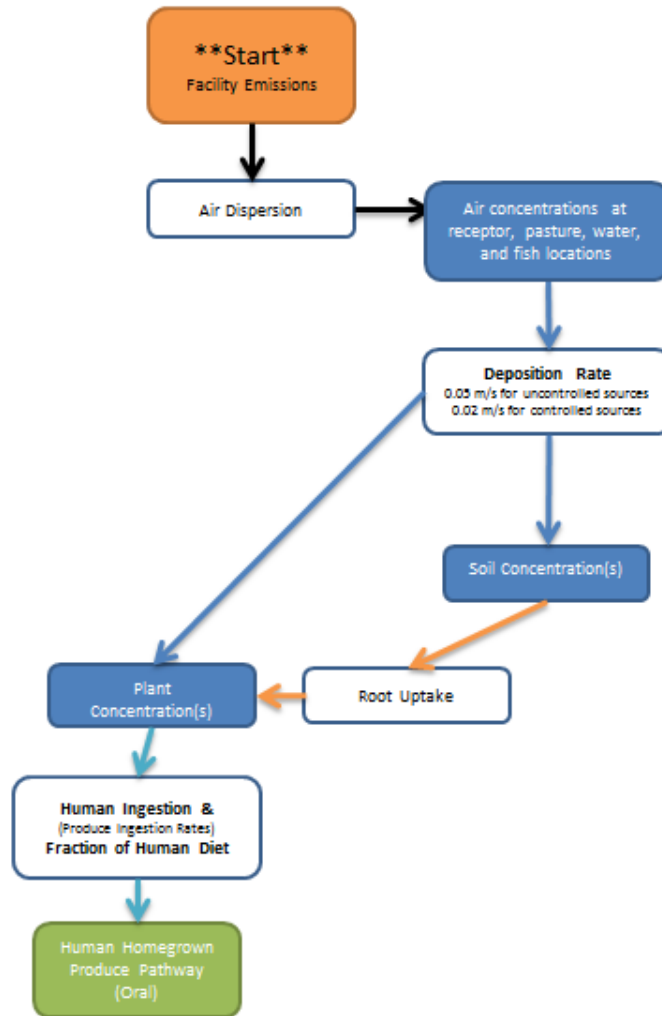 **Start**
Facility Emissions
Air Dispersion
Air concentrations at
receptor, pasture, water,
and fish locations
Deposition Rate
0.05 m/s for uncontrolled sources
0.02 m/s for controlled sources
Soil Concentration(s)
Plant
Concentration(s)
Root Uptake
Human Ingestion &
(Produce Ingestion Rates)
Fraction of Human Diet
Human Homegrown
Produce Pathway
(Oral)